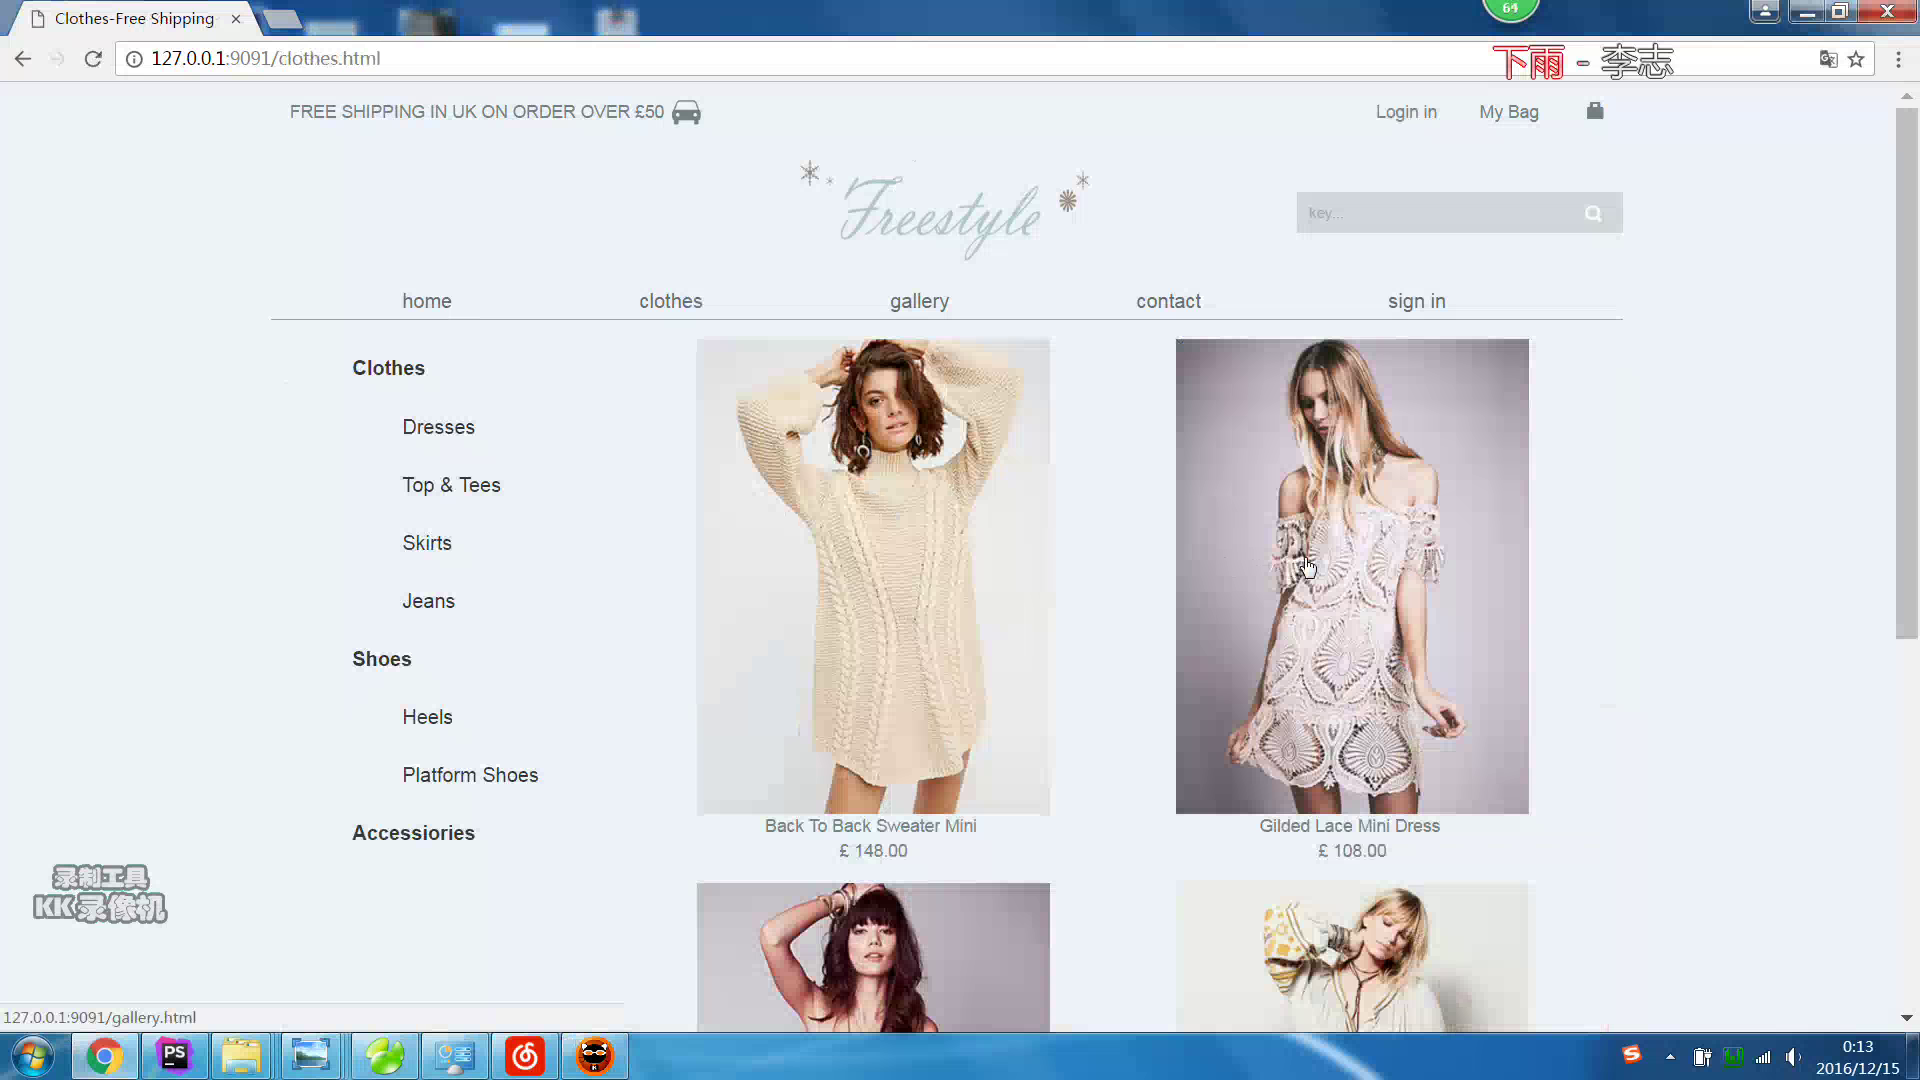 Clothes-Free Shipping
64
127.0.0.1:9091/clothes.html
下雨 - 李志
FREE SHIPPING IN UK ON ORDER OVER £50
Login in
My Bag
Freestyle
key...
home
clothes
gallery
contact
sign in
Clothes
Dresses
Top & Tees
Skirts
Jeans
Shoes
Heels
Platform Shoes
Accessiories
Back To Back Sweater Mini
£ 148.00
Gilded Lace Mini Dress
£ 108.00
录制工具
KK录像机
127.0.0.1:9091/gallery.html
PS
S
0:13
2016/12/15